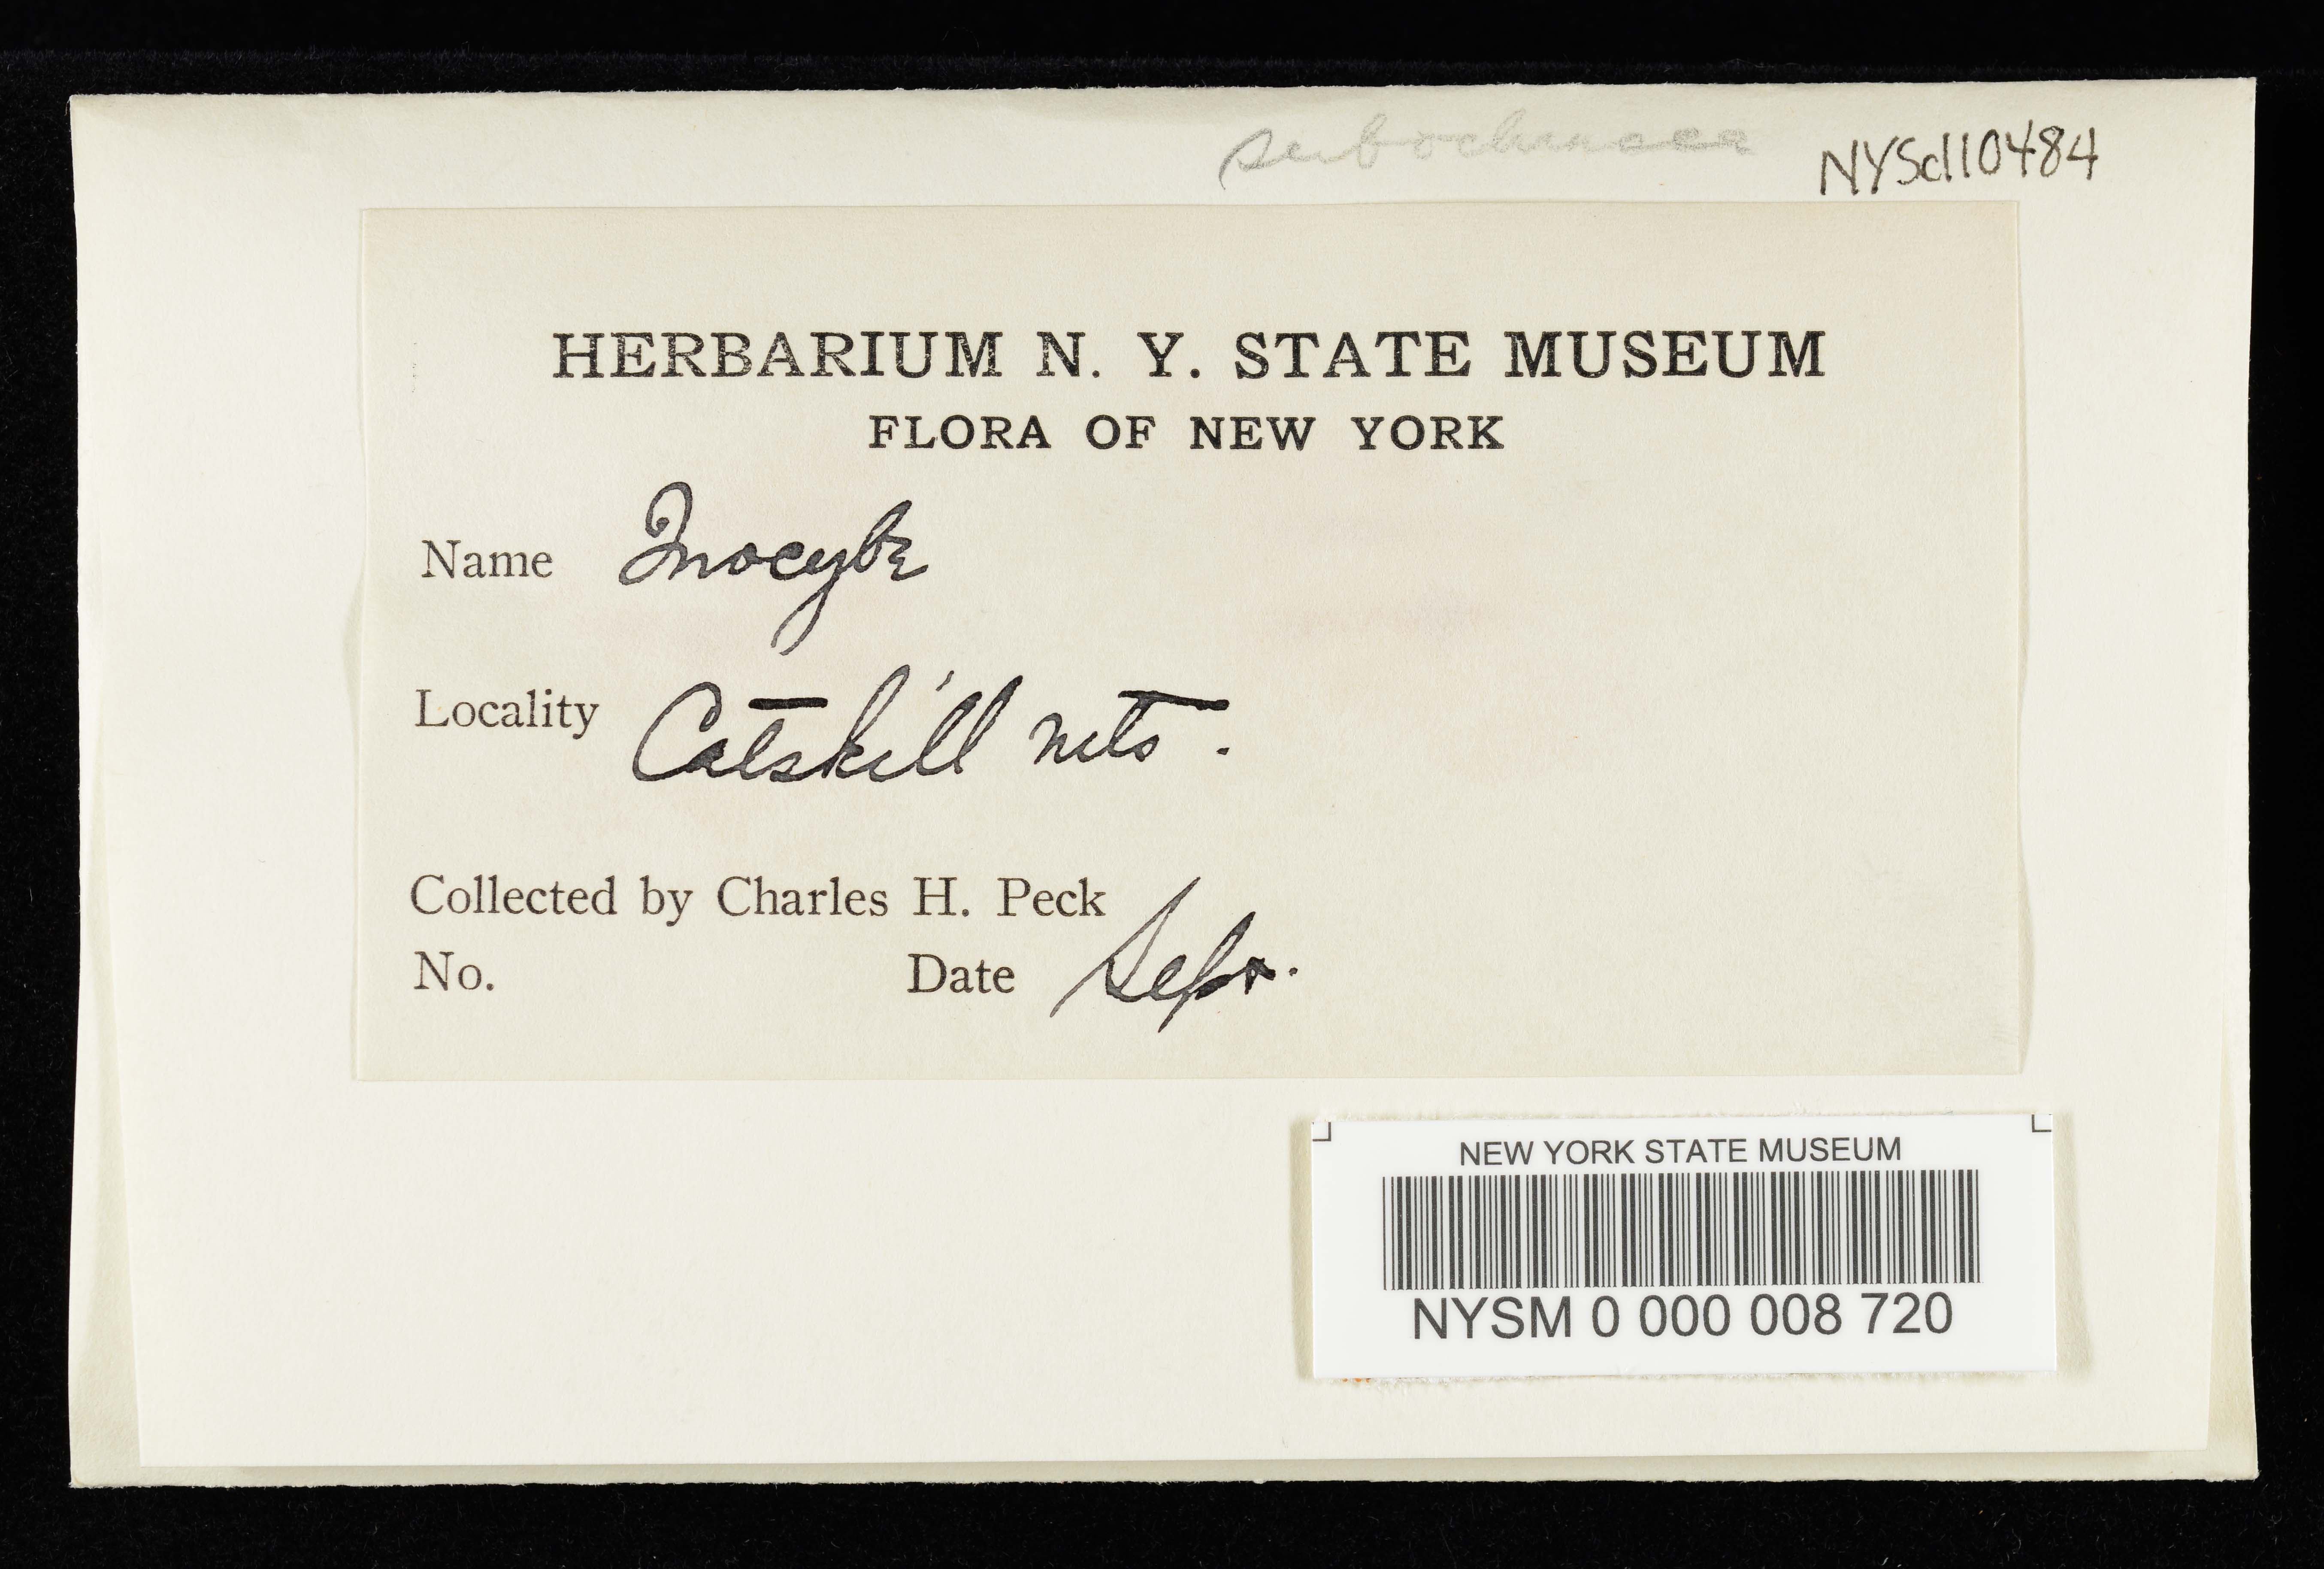 subochracea
NYSd10484
HERBARIUM N. Y. STATE MUSEUM
FLORA OF NEW YORK
Name Inocybe
Locality Catskill mts.
Collected by Charles H. Peck
No. Date Sept.
NEW YORK STATE MUSEUM
NYSM 0 000 008 720